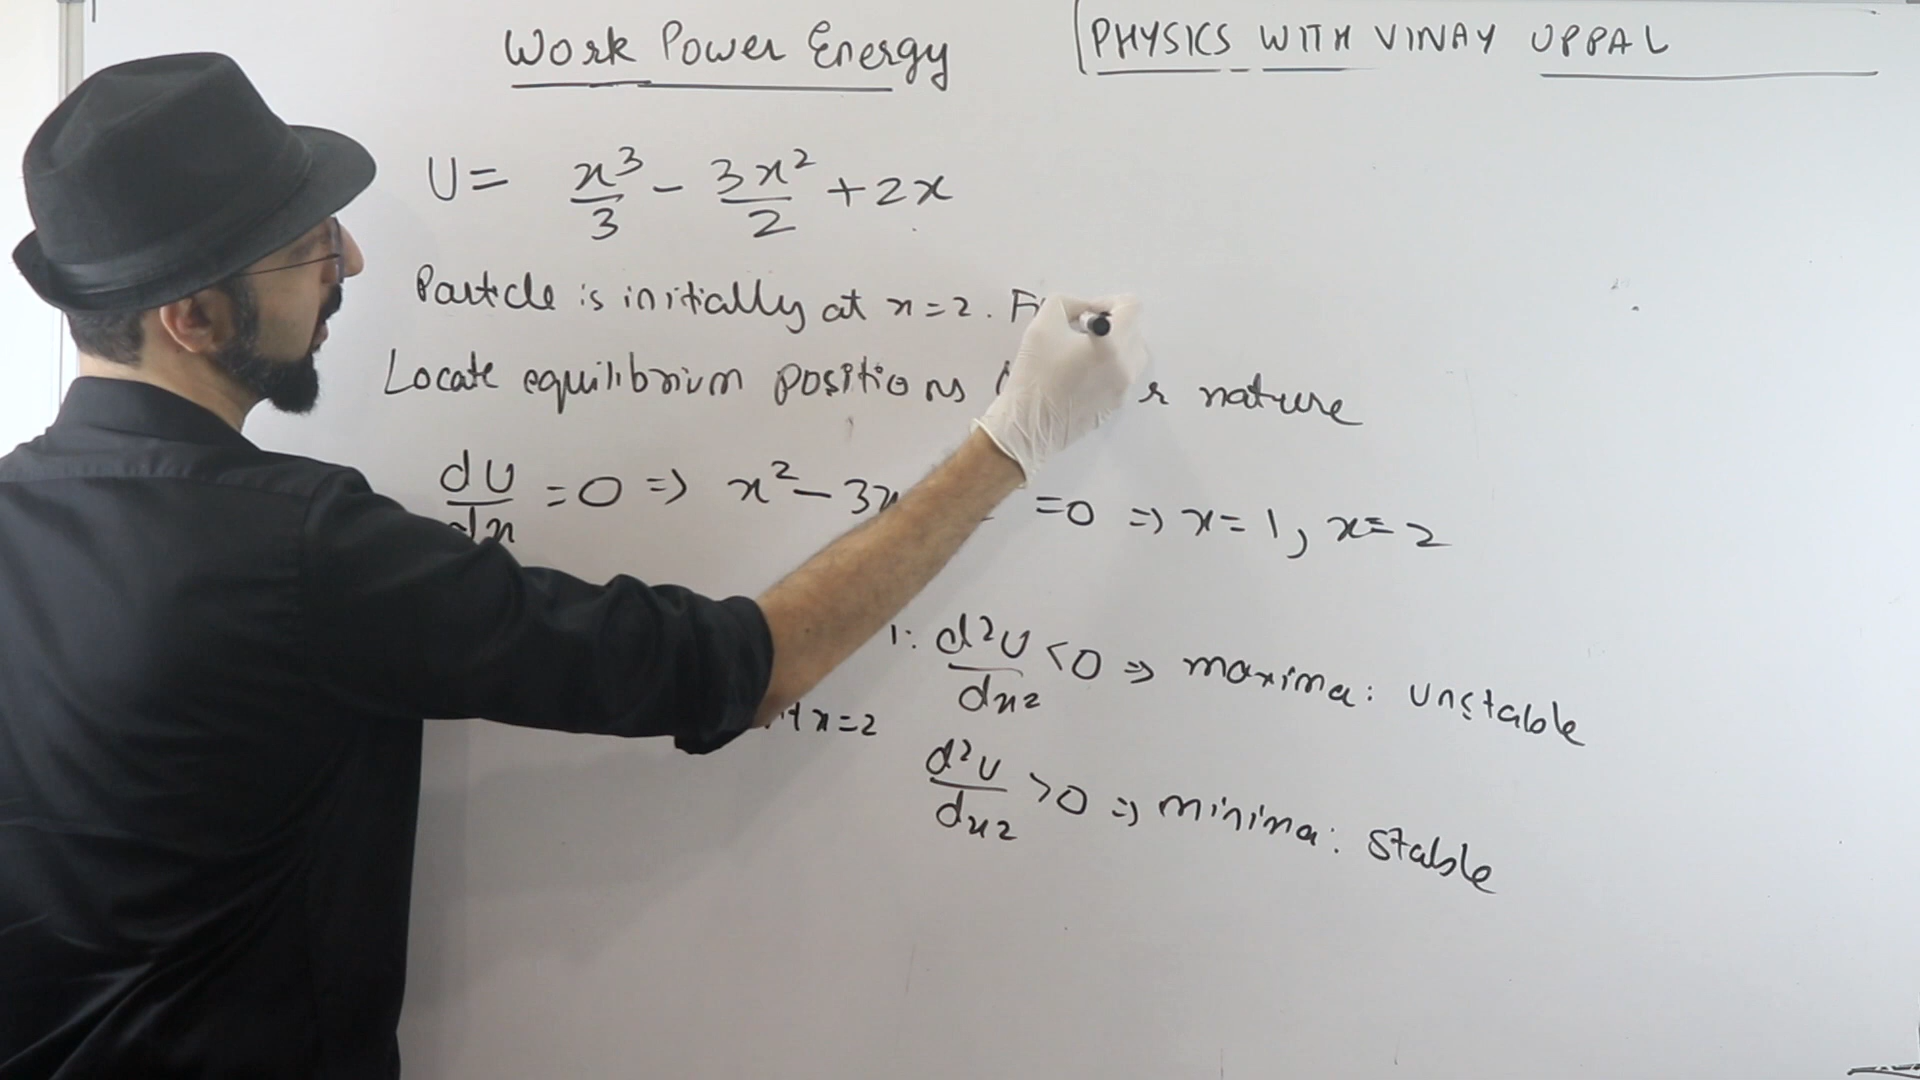 Work Power Energy
PHYSICS WITH VINAY UPPAL
U = x³/3 - 3x²/2 + 2x
Particle is initially at x = 2. F
Locate equilibrium positions nature
dU/dx = 0 ⇒ x² - 3x = 0 ⇒ x = 1, x = 2
1: d²U/dx² < 0 ⇒ maxima: Unstable
x = 2
d²U/dx² > 0 ⇒ minima: Stable